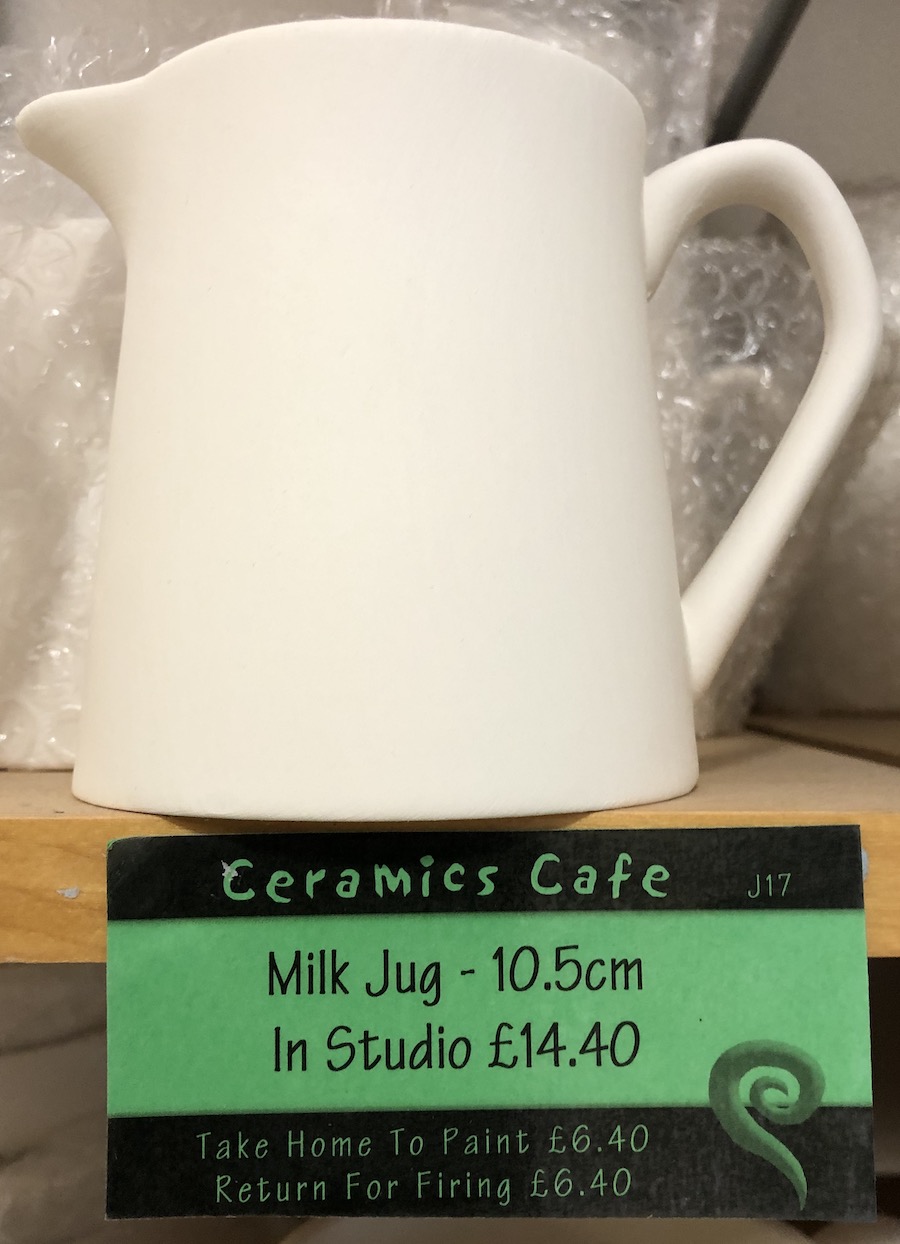 Ceramics Cafe J17
Milk Jug - 10.5cm
In Studio £14.40
Take Home To Paint £6.40
Return For Firing £6.40